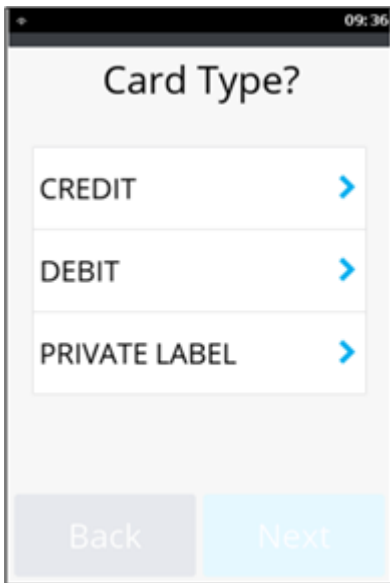 09:36
Card Type?
CREDIT
DEBIT
PRIVATE LABEL
Back
Next